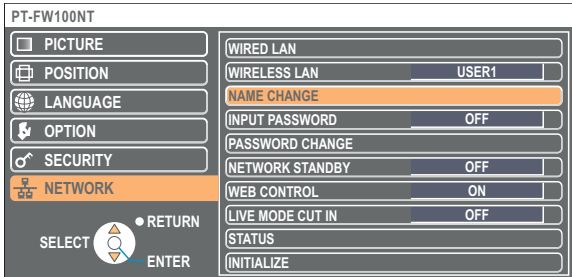 PT-FW100NT
PICTURE
POSITION
LANGUAGE
OPTION
SECURITY
NETWORK
RETURN
SELECT
ENTER
WIRED LAN
WIRELESS LAN USER1
NAME CHANGE
INPUT PASSWORD OFF
PASSWORD CHANGE
NETWORK STANDBY OFF
WEB CONTROL ON
LIVE MODE CUT IN OFF
STATUS
INITIALIZE